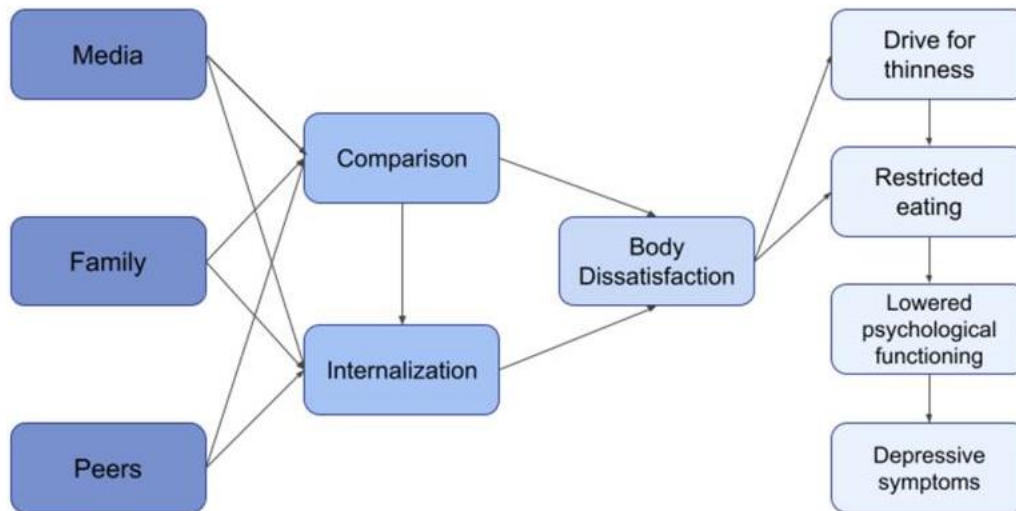 Media
Family
Peers
Comparison
Internalization
Body
Dissatisfaction
Drive for
thinness
Restricted
eating
Lowered
psychological
functioning
Depressive
symptoms